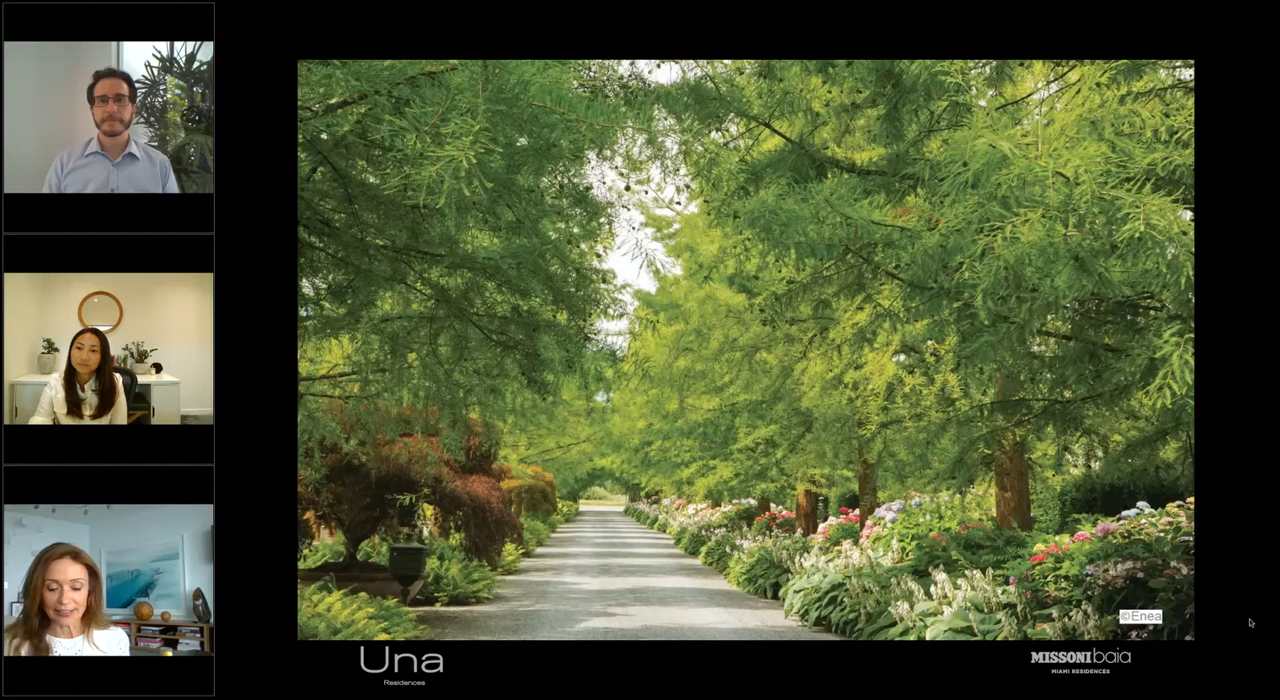 ©Enea
Una
Residences
MISSONI baia
MIAMI RESIDENCES